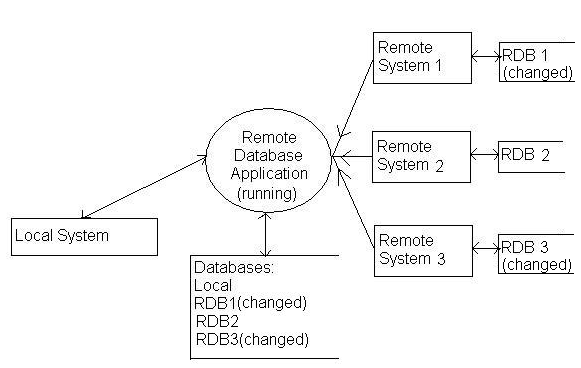 Remote
System 1
RDB 1
(changed)
Remote
Database
Application
(running)
Remote
System 2
RDB 2
Local System
Remote
System 3
RDB 3
(changed)
Databases:
Local
RDB1(changed)
RDB2
RDB3(changed)